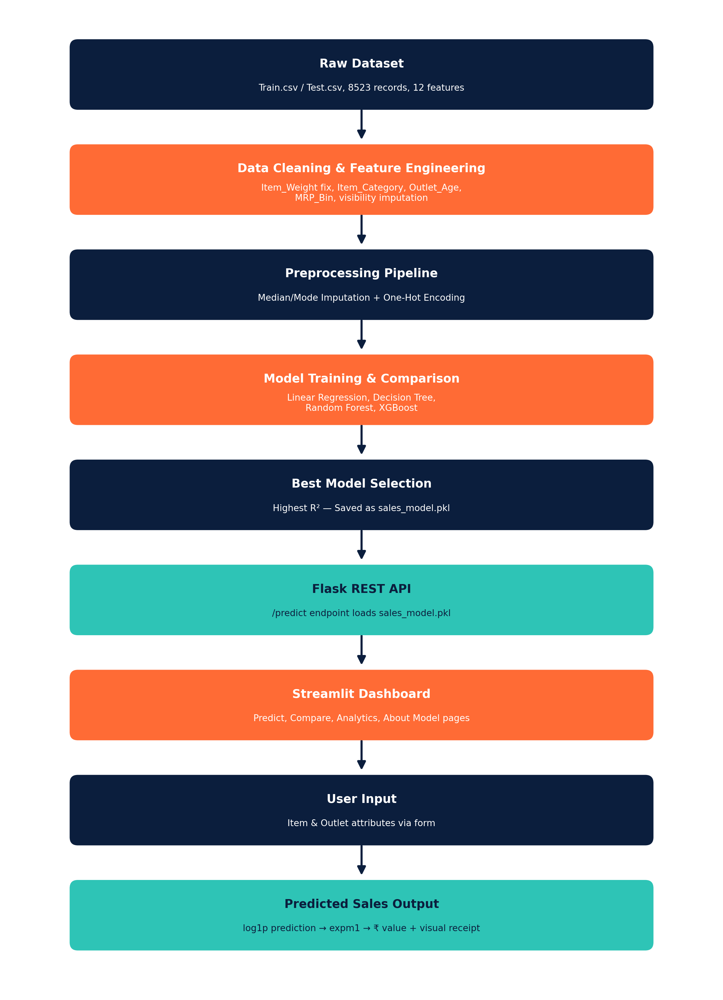 Raw Dataset
Train.csv / Test.csv, 8523 records, 12 features
Data Cleaning & Feature Engineering
Item_Weight fix, Item_Category, Outlet_Age,
MRP_Bin, visibility imputation
Preprocessing Pipeline
Median/Mode Imputation + One-Hot Encoding
Model Training & Comparison
Linear Regression, Decision Tree,
Random Forest, XGBoost
Best Model Selection
Highest R² — Saved as sales_model.pkl
Flask REST API
/predict endpoint loads sales_model.pkl
Streamlit Dashboard
Predict, Compare, Analytics, About Model pages
User Input
Item & Outlet attributes via form
Predicted Sales Output
log1p prediction → expm1 → ₹ value + visual receipt